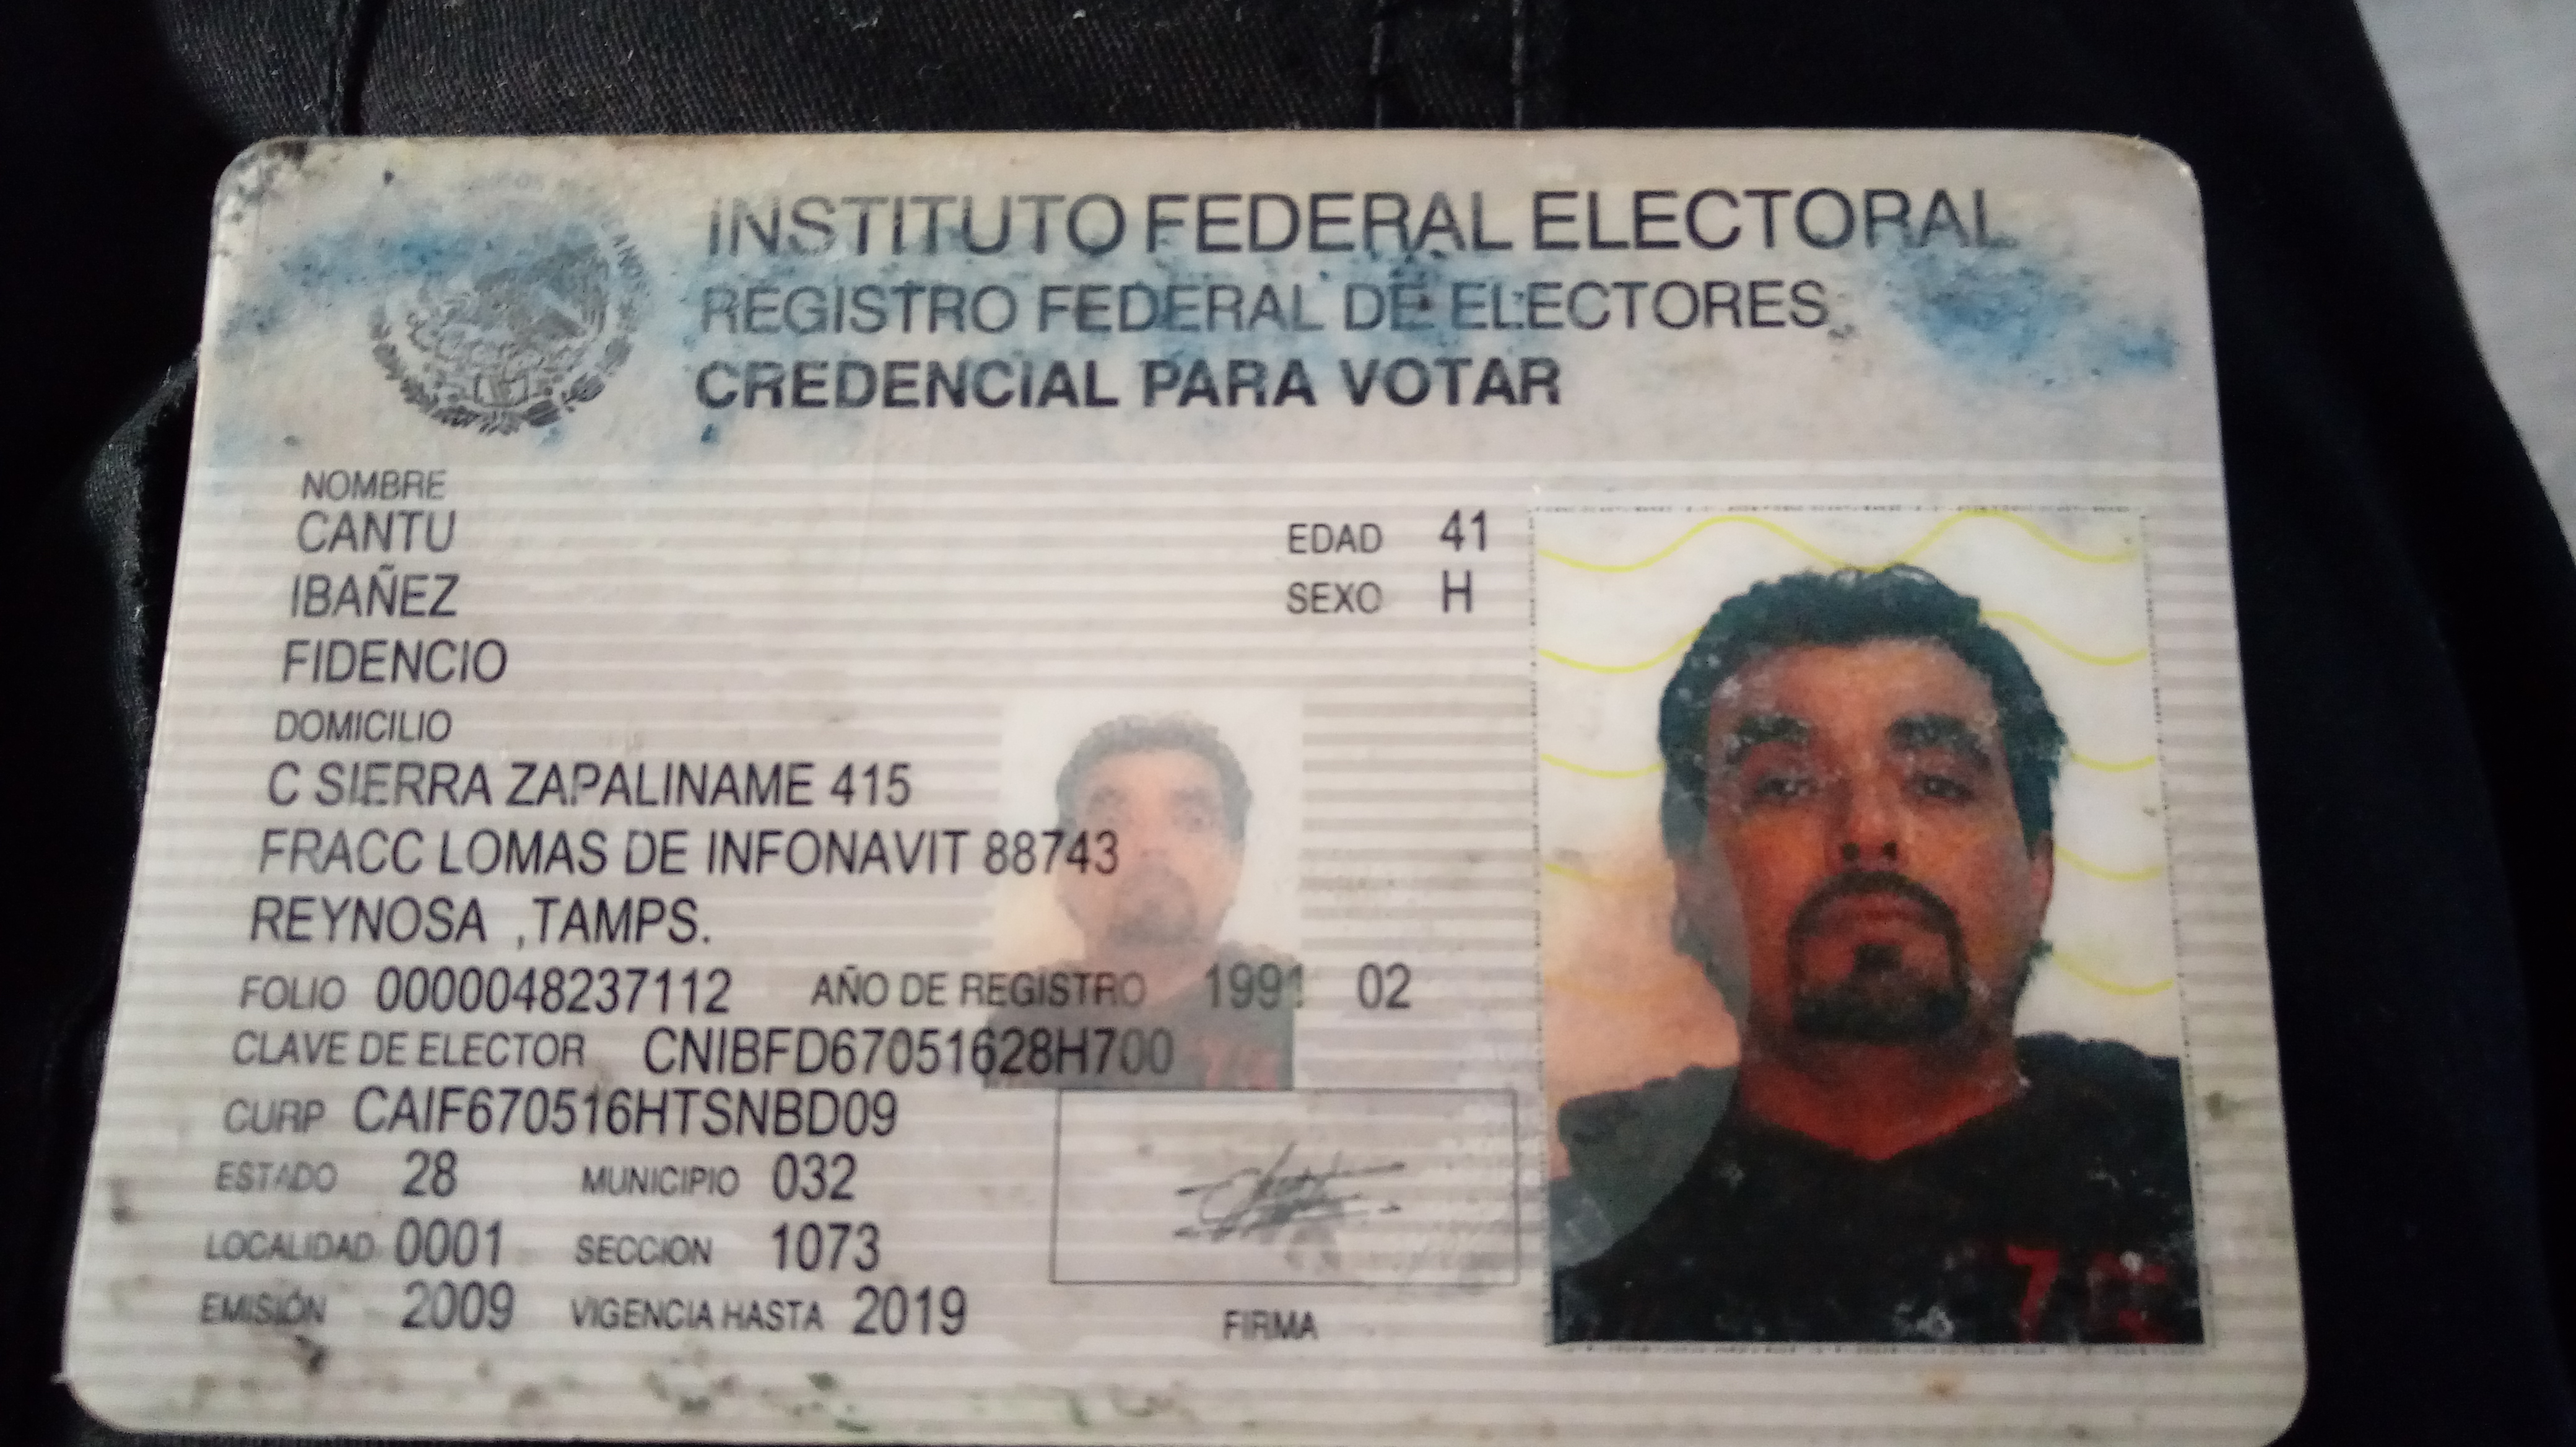 INSTITUTO FEDERAL ELECTORAL
REGISTRO FEDERAL DE ELECTORES
CREDENCIAL PARA VOTAR
NOMBRE
CANTU
IBAÑEZ
FIDENCIO
EDAD 41
SEXO H
DOMICILIO
C SIERRA ZAPALINAME 415
FRACC LOMAS DE INFONAVIT 88743
REYNOSA , TAMPS.
FOLIO 0000048237112 AÑO DE REGISTRO 1991 02
CLAVE DE ELECTOR CNIBFD67051628H700
CURP CAIF670516HTSNBD09
ESTADO 28 MUNICIPIO 032
LOCALIDAD 0001 SECCION 1073
EMISIÓN 2009 VIGENCIA HASTA 2019
FIRMA